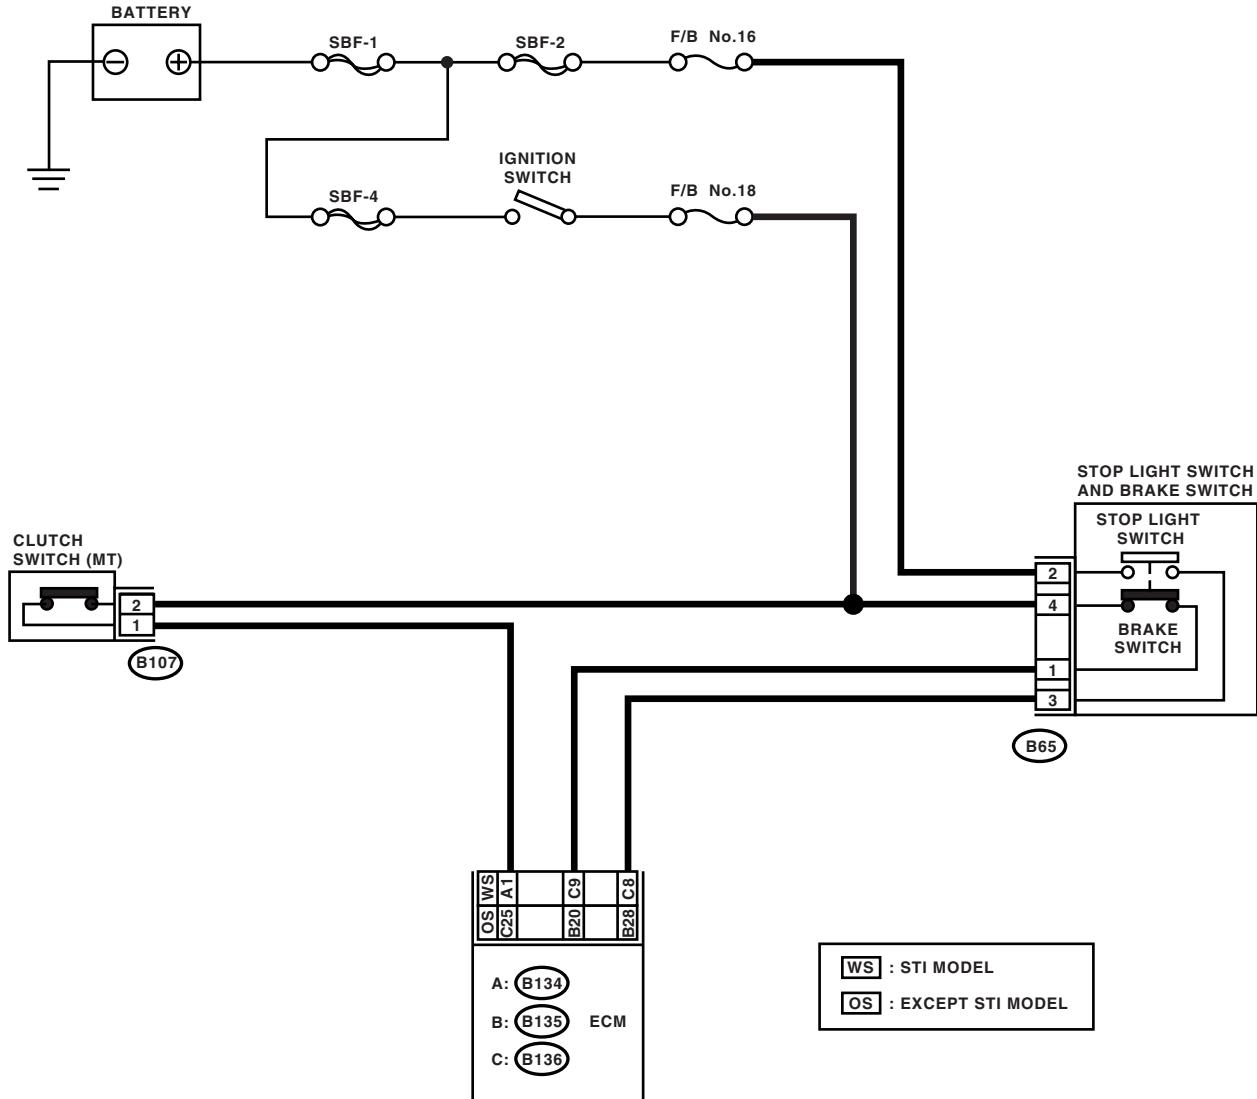 BATTERY
SBF-1
SBF-2
F/B No.16
IGNITION
SWITCH
SBF-4
F/B No.18
STOP LIGHT SWITCH
AND BRAKE SWITCH
STOP LIGHT
SWITCH
CLUTCH
SWITCH (MT)
2
1
B107
2
4
1
3
BRAKE
SWITCH
B65
WS A1 C9 C8
OS C25 B20 B28
A: B134
B: B135 ECM
C: B136
WS : STI MODEL
OS : EXCEPT STI MODEL